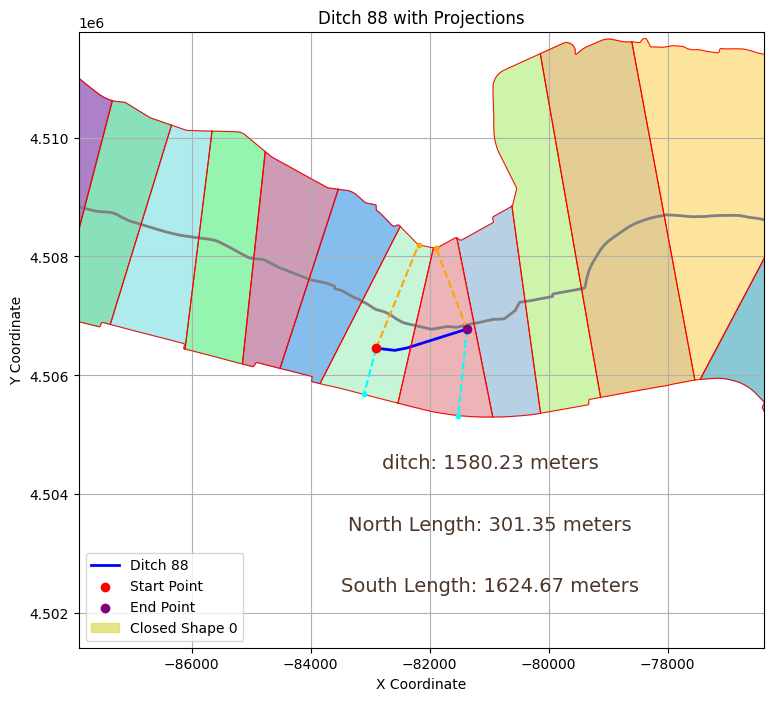 Ditch 88 with Projections
1e6
4.510
4.508
4.506
4.504
4.502
Y Coordinate
ditch: 1580.23 meters
North Length: 301.35 meters
South Length: 1624.67 meters
Ditch 88
Start Point
End Point
Closed Shape 0
−86000
−84000
−82000
−80000
−78000
X Coordinate